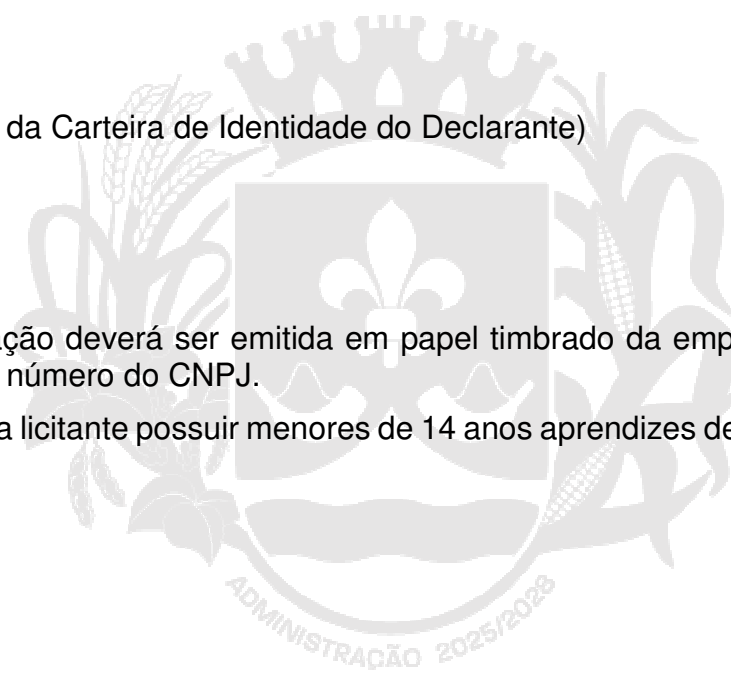 da Carteira de Identidade do Declarante)
ação deverá ser emitida em papel timbrado da emp
número do CNPJ.
a licitante possuir menores de 14 anos aprendizes de
ADMINISTRAÇÃO 2025/2028